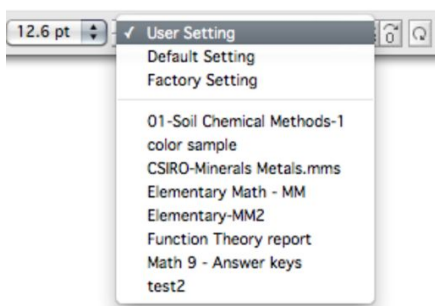 12.6 pt
✓ User Setting
Default Setting
Factory Setting
01-Soil Chemical Methods-1
color sample
CSIRO-Minerals Metals.mms
Elementary Math - MM
Elementary-MM2
Function Theory report
Math 9 - Answer keys
test2